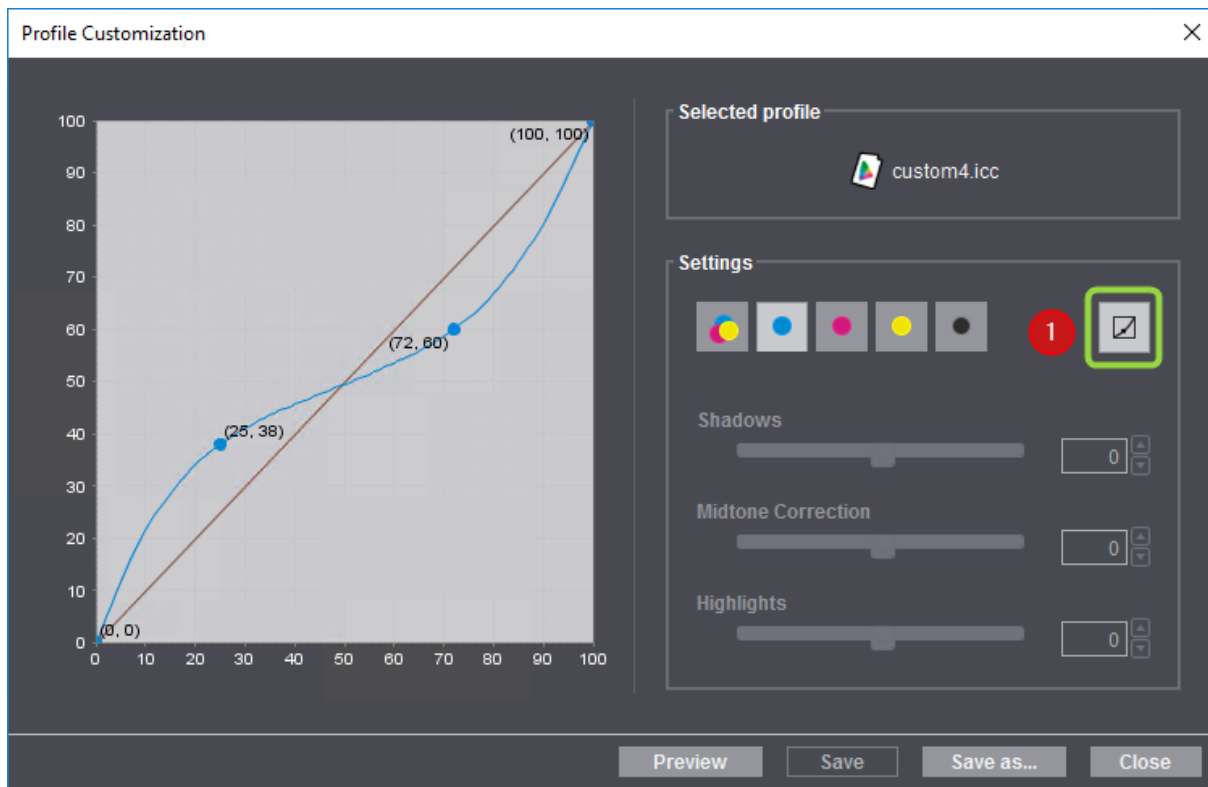 Profile Customization
100
90
80
70
60
50
40
30
20
10
0
0 10 20 30 40 50 60 70 80 90 100
(100, 100)
(72, 60)
(25, 38)
(0, 0)
Selected profile
custom4.icc
Settings
1
Shadows
0
Midtone Correction
0
Highlights
0
Preview Save Save as... Close